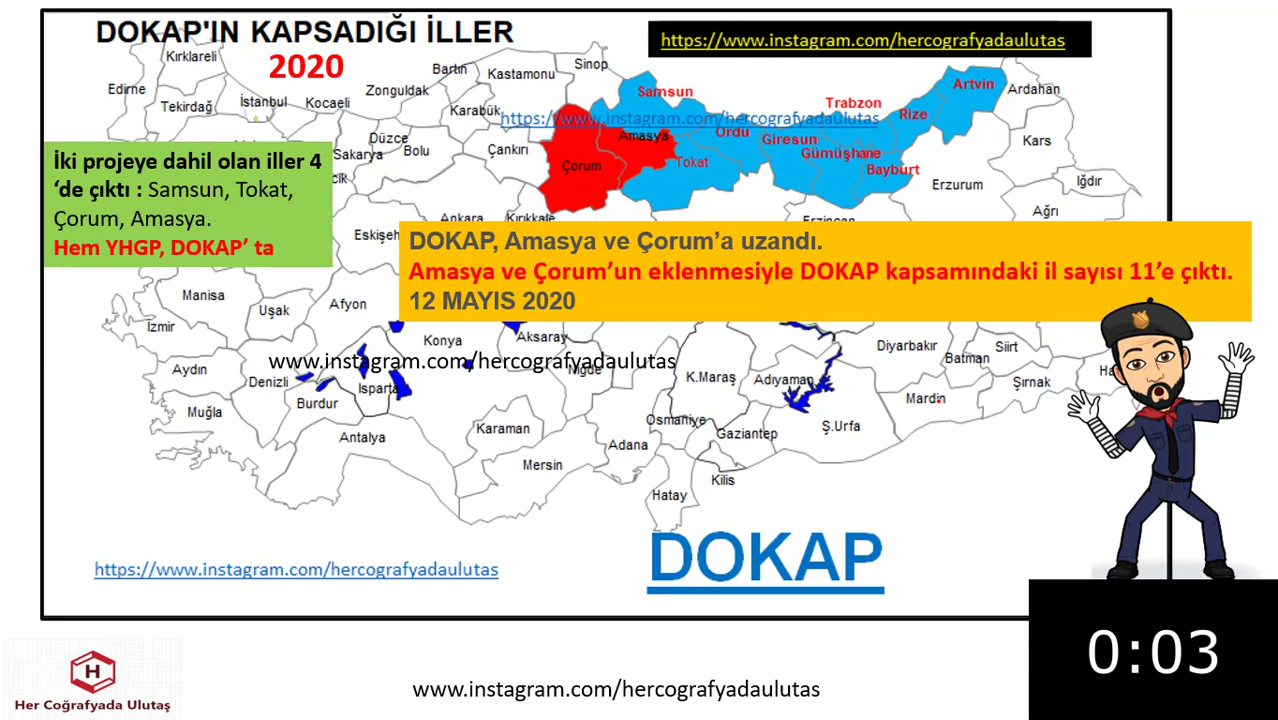 DOKAP'IN KAPSADIĞI İLLER
2020
https://www.instagram.com/hercografyadaulutas
Kırklareli
Edirne
Tekirdağ
İstanbul
Kocaeli
Zonguldak
Bartın
Kastamonu
Sinop
Karabük
Düzce
Bolu
Sakarya
Çankırı
Samsun
https://www.instagram.com/hercografyadaulutas
Amasya
Çorum
Tokat
Ordu
Giresun
Trabzon
Gümüşhane
Bayburt
Rize
Artvin
Ardahan
Kars
Iğdır
Erzurum
Ağrı
İki projeye dahil olan iller 4
‘de çıktı : Samsun, Tokat,
Çorum, Amasya.
Hem YHGP, DOKAP’ ta
cik
Ankara
Kırıkkale
Erzincan
Eskişeh
DOKAP, Amasya ve Çorum’a uzandı.
Amasya ve Çorum’un eklenmesiyle DOKAP kapsamındaki il sayısı 11’e çıktı.
12 MAYIS 2020
Manisa
Uşak
Afyon
İzmir
Konya
Aksaray
www.instagram.com/hercografyadaulutas
Niğde
Aydın
Denizli
Isparta
Burdur
Muğla
Antalya
Karaman
Mersin
Adana
K.Maraş
Adıyaman
Osmaniye
Gaziantep
Kilis
Hatay
Ş.Urfa
Diyarbakır
Batman
Siirt
Şırnak
Mardin
Ha
https://www.instagram.com/hercografyadaulutas
DOKAP
0:03
H
Her Coğrafyada Ulutaş
www.instagram.com/hercografyadaulutas